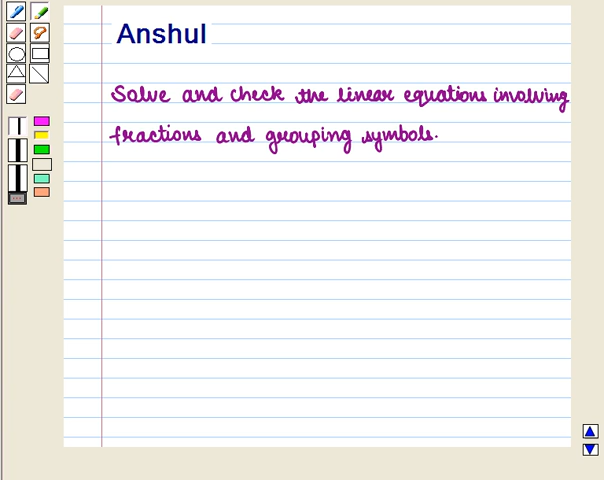 Anshul
Solve and check the linear equations involving
fractions and grouping symbols.